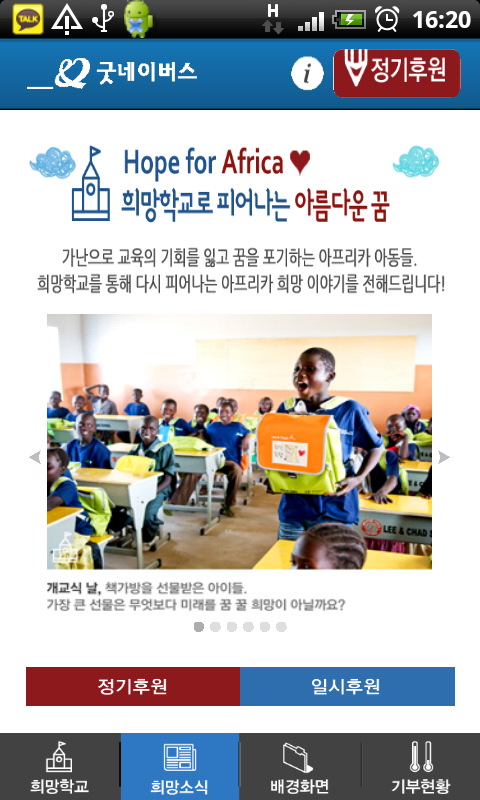 TALK
H
16:20
굿네이버스
i
정기후원
Hope for Africa
희망학교로 피어나는 아름다운 꿈
가난으로 교육의 기회를 잃고 꿈을 포기하는 아프리카 아동들.
희망학교를 통해 다시 피어나는 아프리카 희망 이야기를 전해드립니다!
LEE & CHAD S
개교식 날, 책가방을 선물받은 아이들.
가장 큰 선물은 무엇보다 미래를 꿈 꿀 희망이 아닐까요?
정기후원
일시후원
희망학교
희망소식
배경화면
기부현황